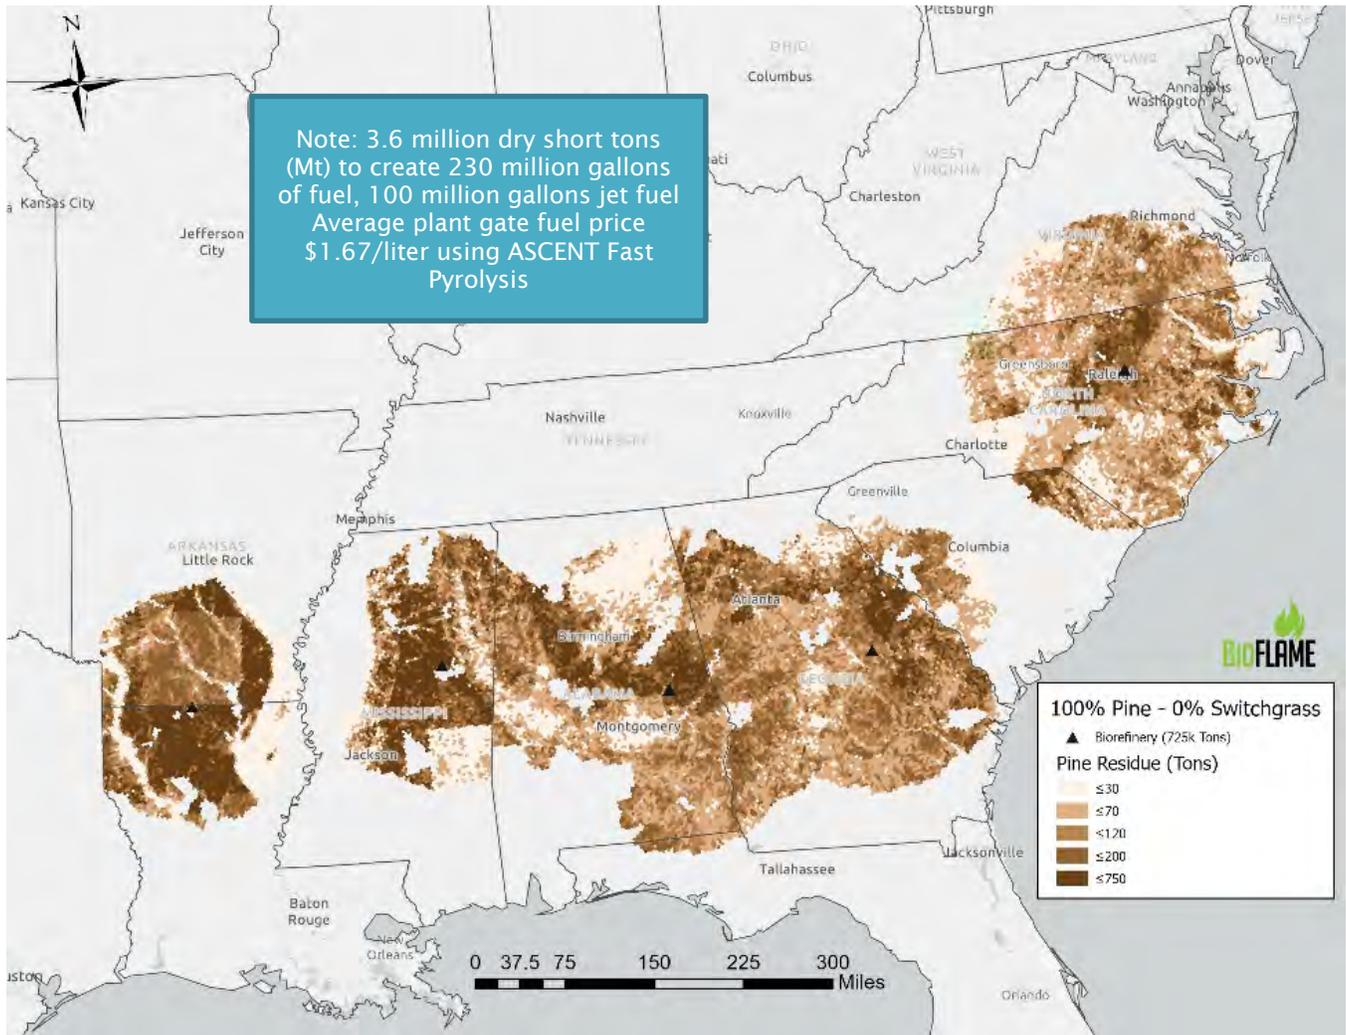 N
Pittsburgh
OHIO
Columbus
MARYLAND
Dover
Annapolis
Washington
Note: 3.6 million dry short tons
(Mt) to create 230 million gallons
of fuel, 100 million gallons jet fuel
Average plant gate fuel price
$1.67/liter using ASCENT Fast
Pyrolysis
WEST
VIRGINIA
Charleston
Kansas City
Jefferson
City
Richmond
VIRGINIA
Norfolk
Greensboro
Raleigh
NORTH
CAROLINA
Nashville
Knoxville
TENNESSEE
Charlotte
Greenville
Memphis
ARKANSAS
Little Rock
Columbia
Atlanta
Birmingham
GEORGIA
ALABAMA
MISSISSIPPI
Montgomery
Jackson
BIOFLAME
100% Pine - 0% Switchgrass
Biorefinery (725k Tons)
Pine Residue (Tons)
≤30
≤70
≤120
≤200
≤750
Jacksonville
Tallahassee
Baton
Rouge
New
Orleans
0 37.5 75 150 225 300
Miles
Orlando